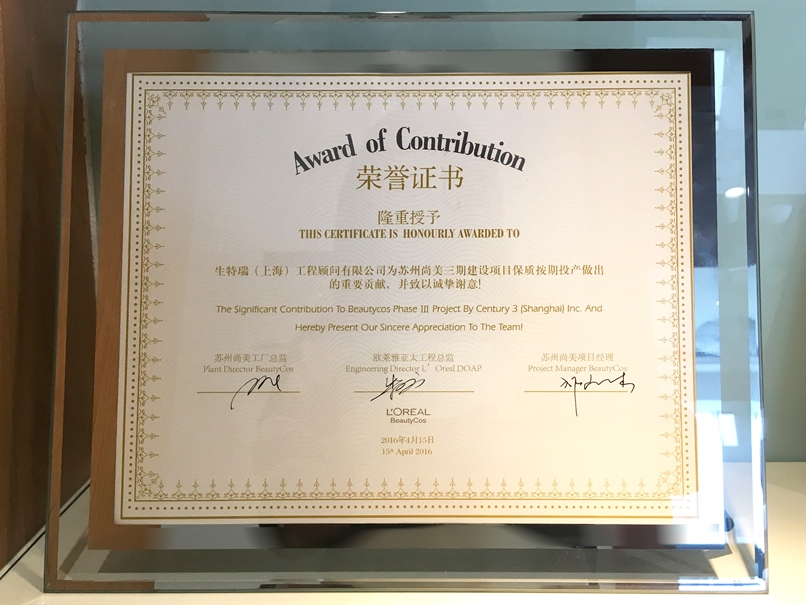 Award of Contribution
荣誉证书
隆重授予
THIS CERTIFICATE IS HONOURLY AWARDED TO
生特瑞（上海）工程顾问有限公司为苏州尚美三期建设项目保质按期投产做出
的重要贡献，并致以诚挚谢意！
The Significant Contribution To Beautycos Phase III Project By Century 3 (Shanghai) Inc. And
Hereby Present Our Sincere Appreciation To The Team!
苏州尚美工厂总监 欧莱雅亚太工程总监 苏州尚美项目经理
Plant Director BeautyCos Engineering Director L' Oreal DOAP Project Manager BeautyCos
L'ORÉAL
BeautyCos
2016年4月15日
15th April 2016